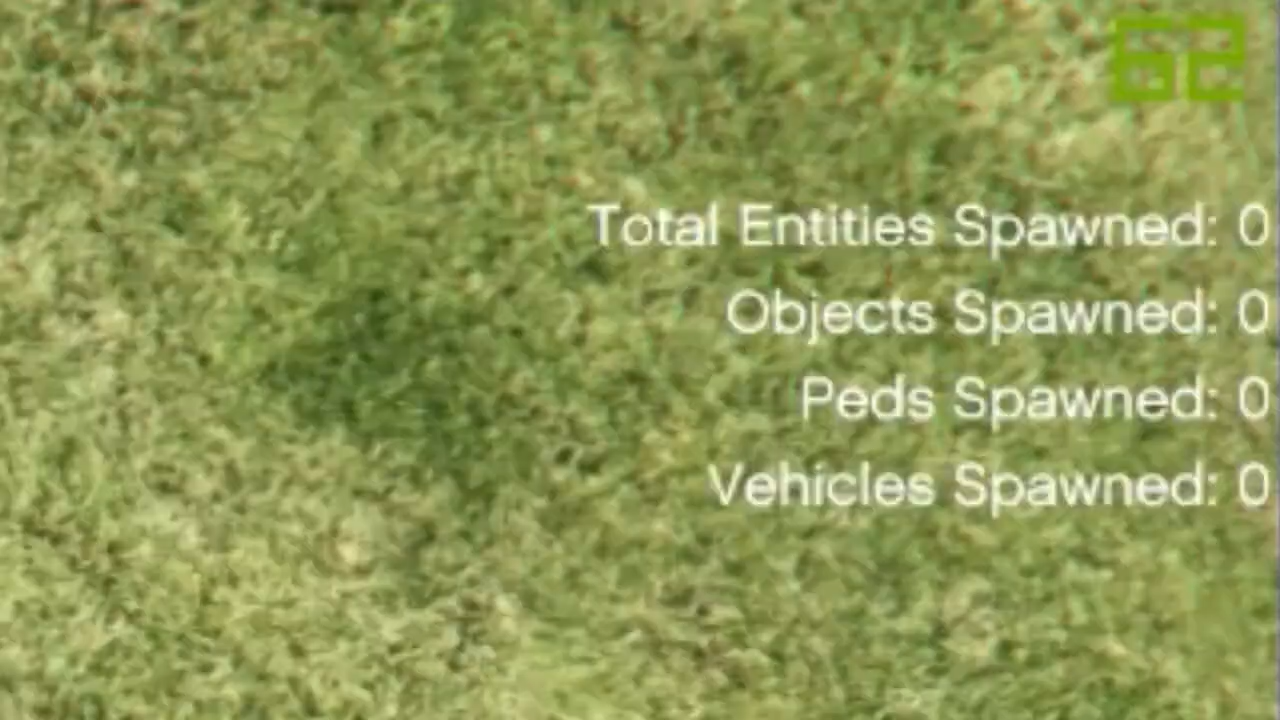 62
Total Entities Spawned: 0
Objects Spawned: 0
Peds Spawned: 0
Vehicles Spawned: 0